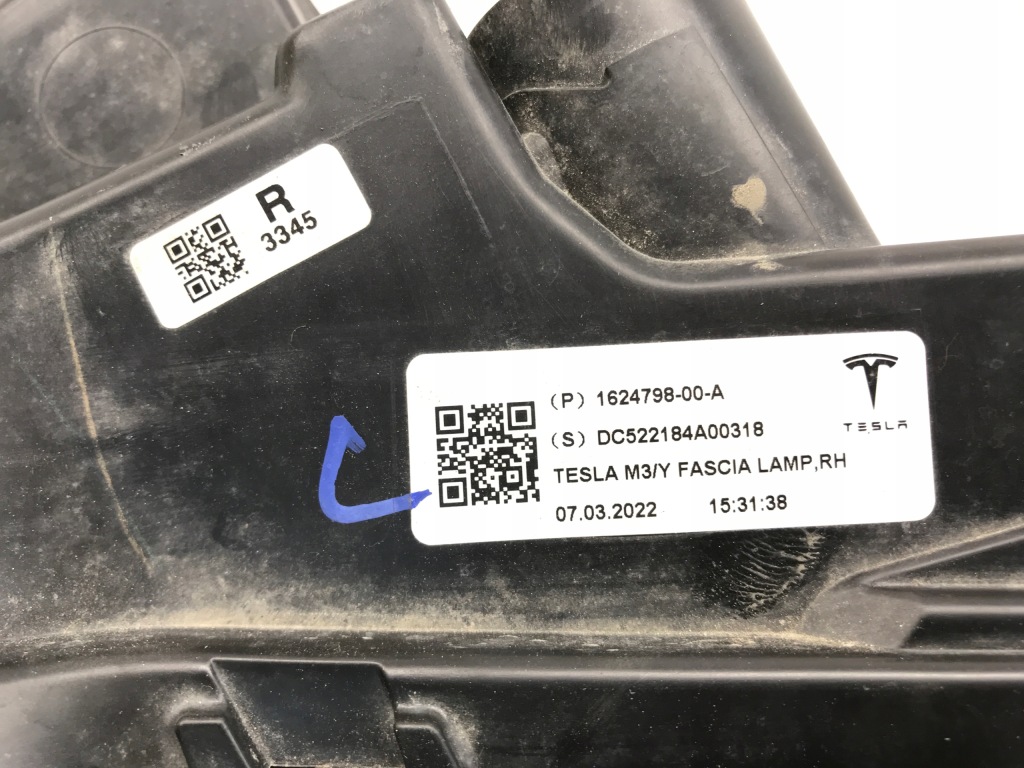 R
3345
(P) 1624798-00-A
(S) DC522184A00318
TESLA M3/Y FASCIA LAMP,RH
07.03.2022 15:31:38
TESLA